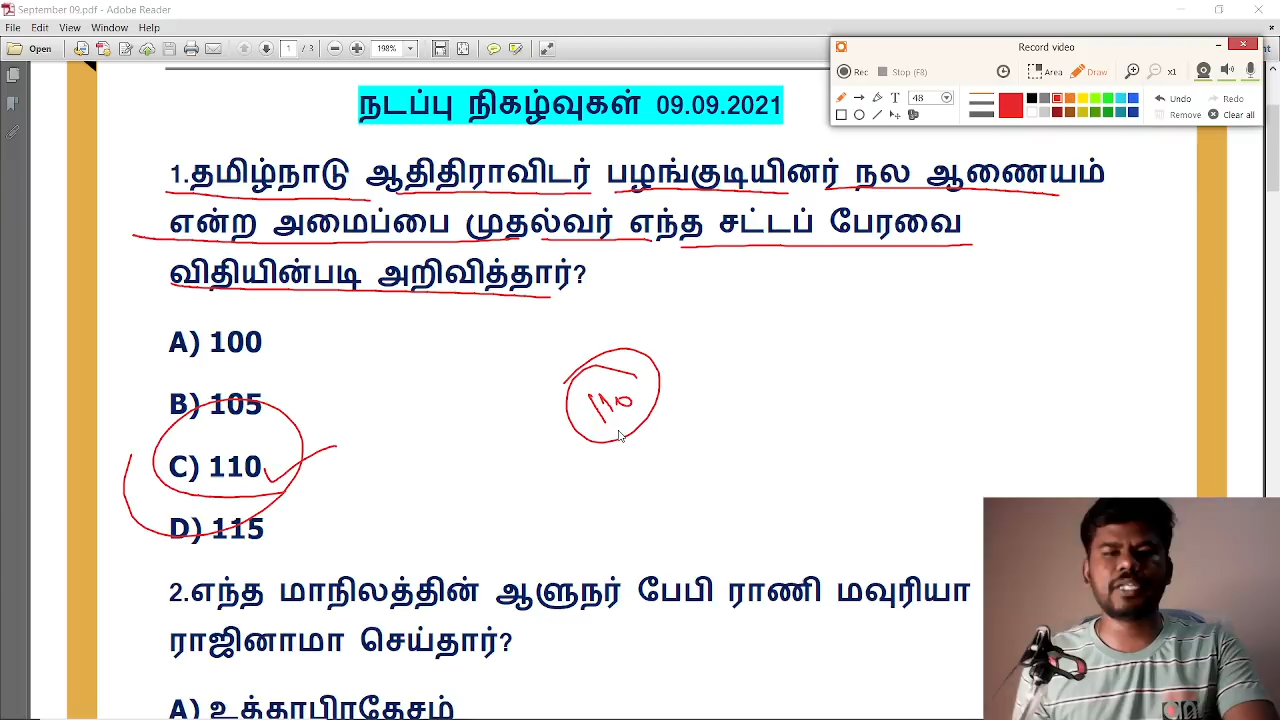 September 09.pdf - Adobe Reader
File Edit View Window Help
Open 1 / 3 198%
Record video
Rec Stop (F8) Area Draw x1
T 48 Undo Redo
Remove Clear all
நடப்பு நிகழ்வுகள் 09.09.2021
1.தமிழ்நாடு ஆதிதிராவிடர் பழங்குடியினர் நல ஆணையம்
என்ற அமைப்பை முதல்வர் எந்த சட்டப் பேரவை
விதியின்படி அறிவித்தார்?
A) 100
B) 105
110
C) 110
D) 115
2.எந்த மாநிலத்தின் ஆளுநர் பேபி ராணி மவுரியா
ராஜினாமா செய்தார்?
A) உத்தரபிரதேசம்